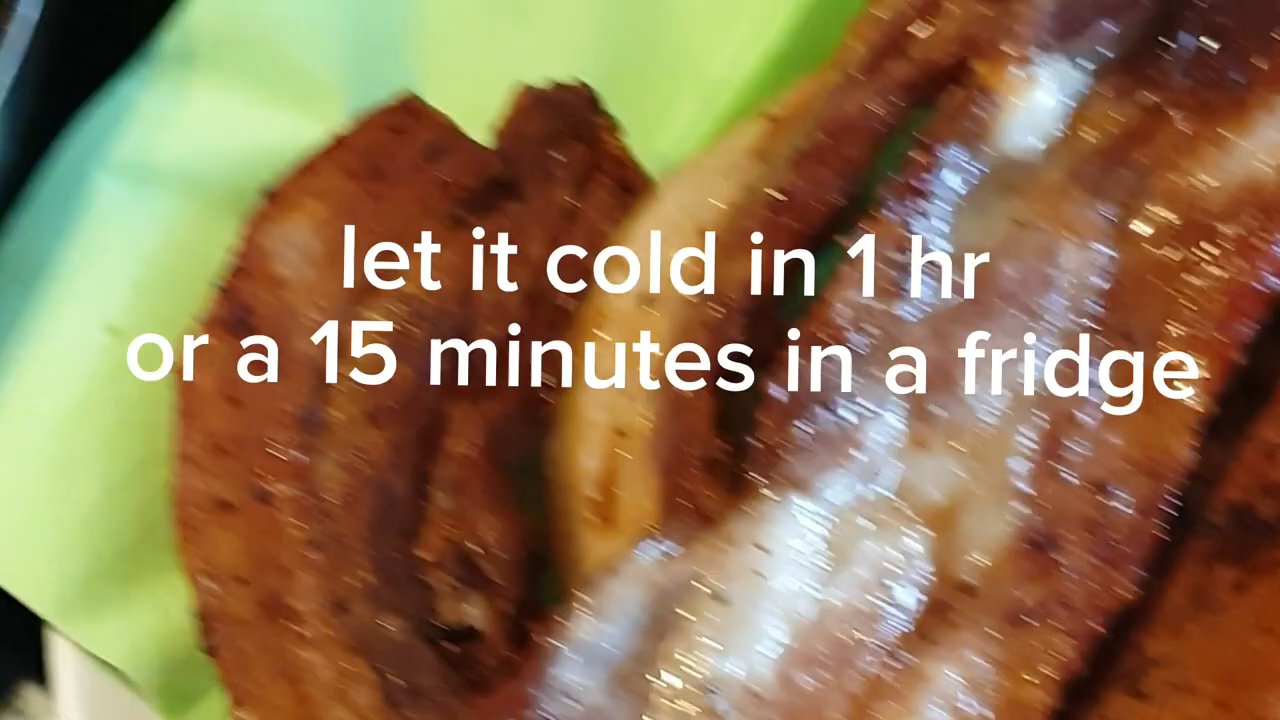 let it cold in 1 hr
or a 15 minutes in a fridge